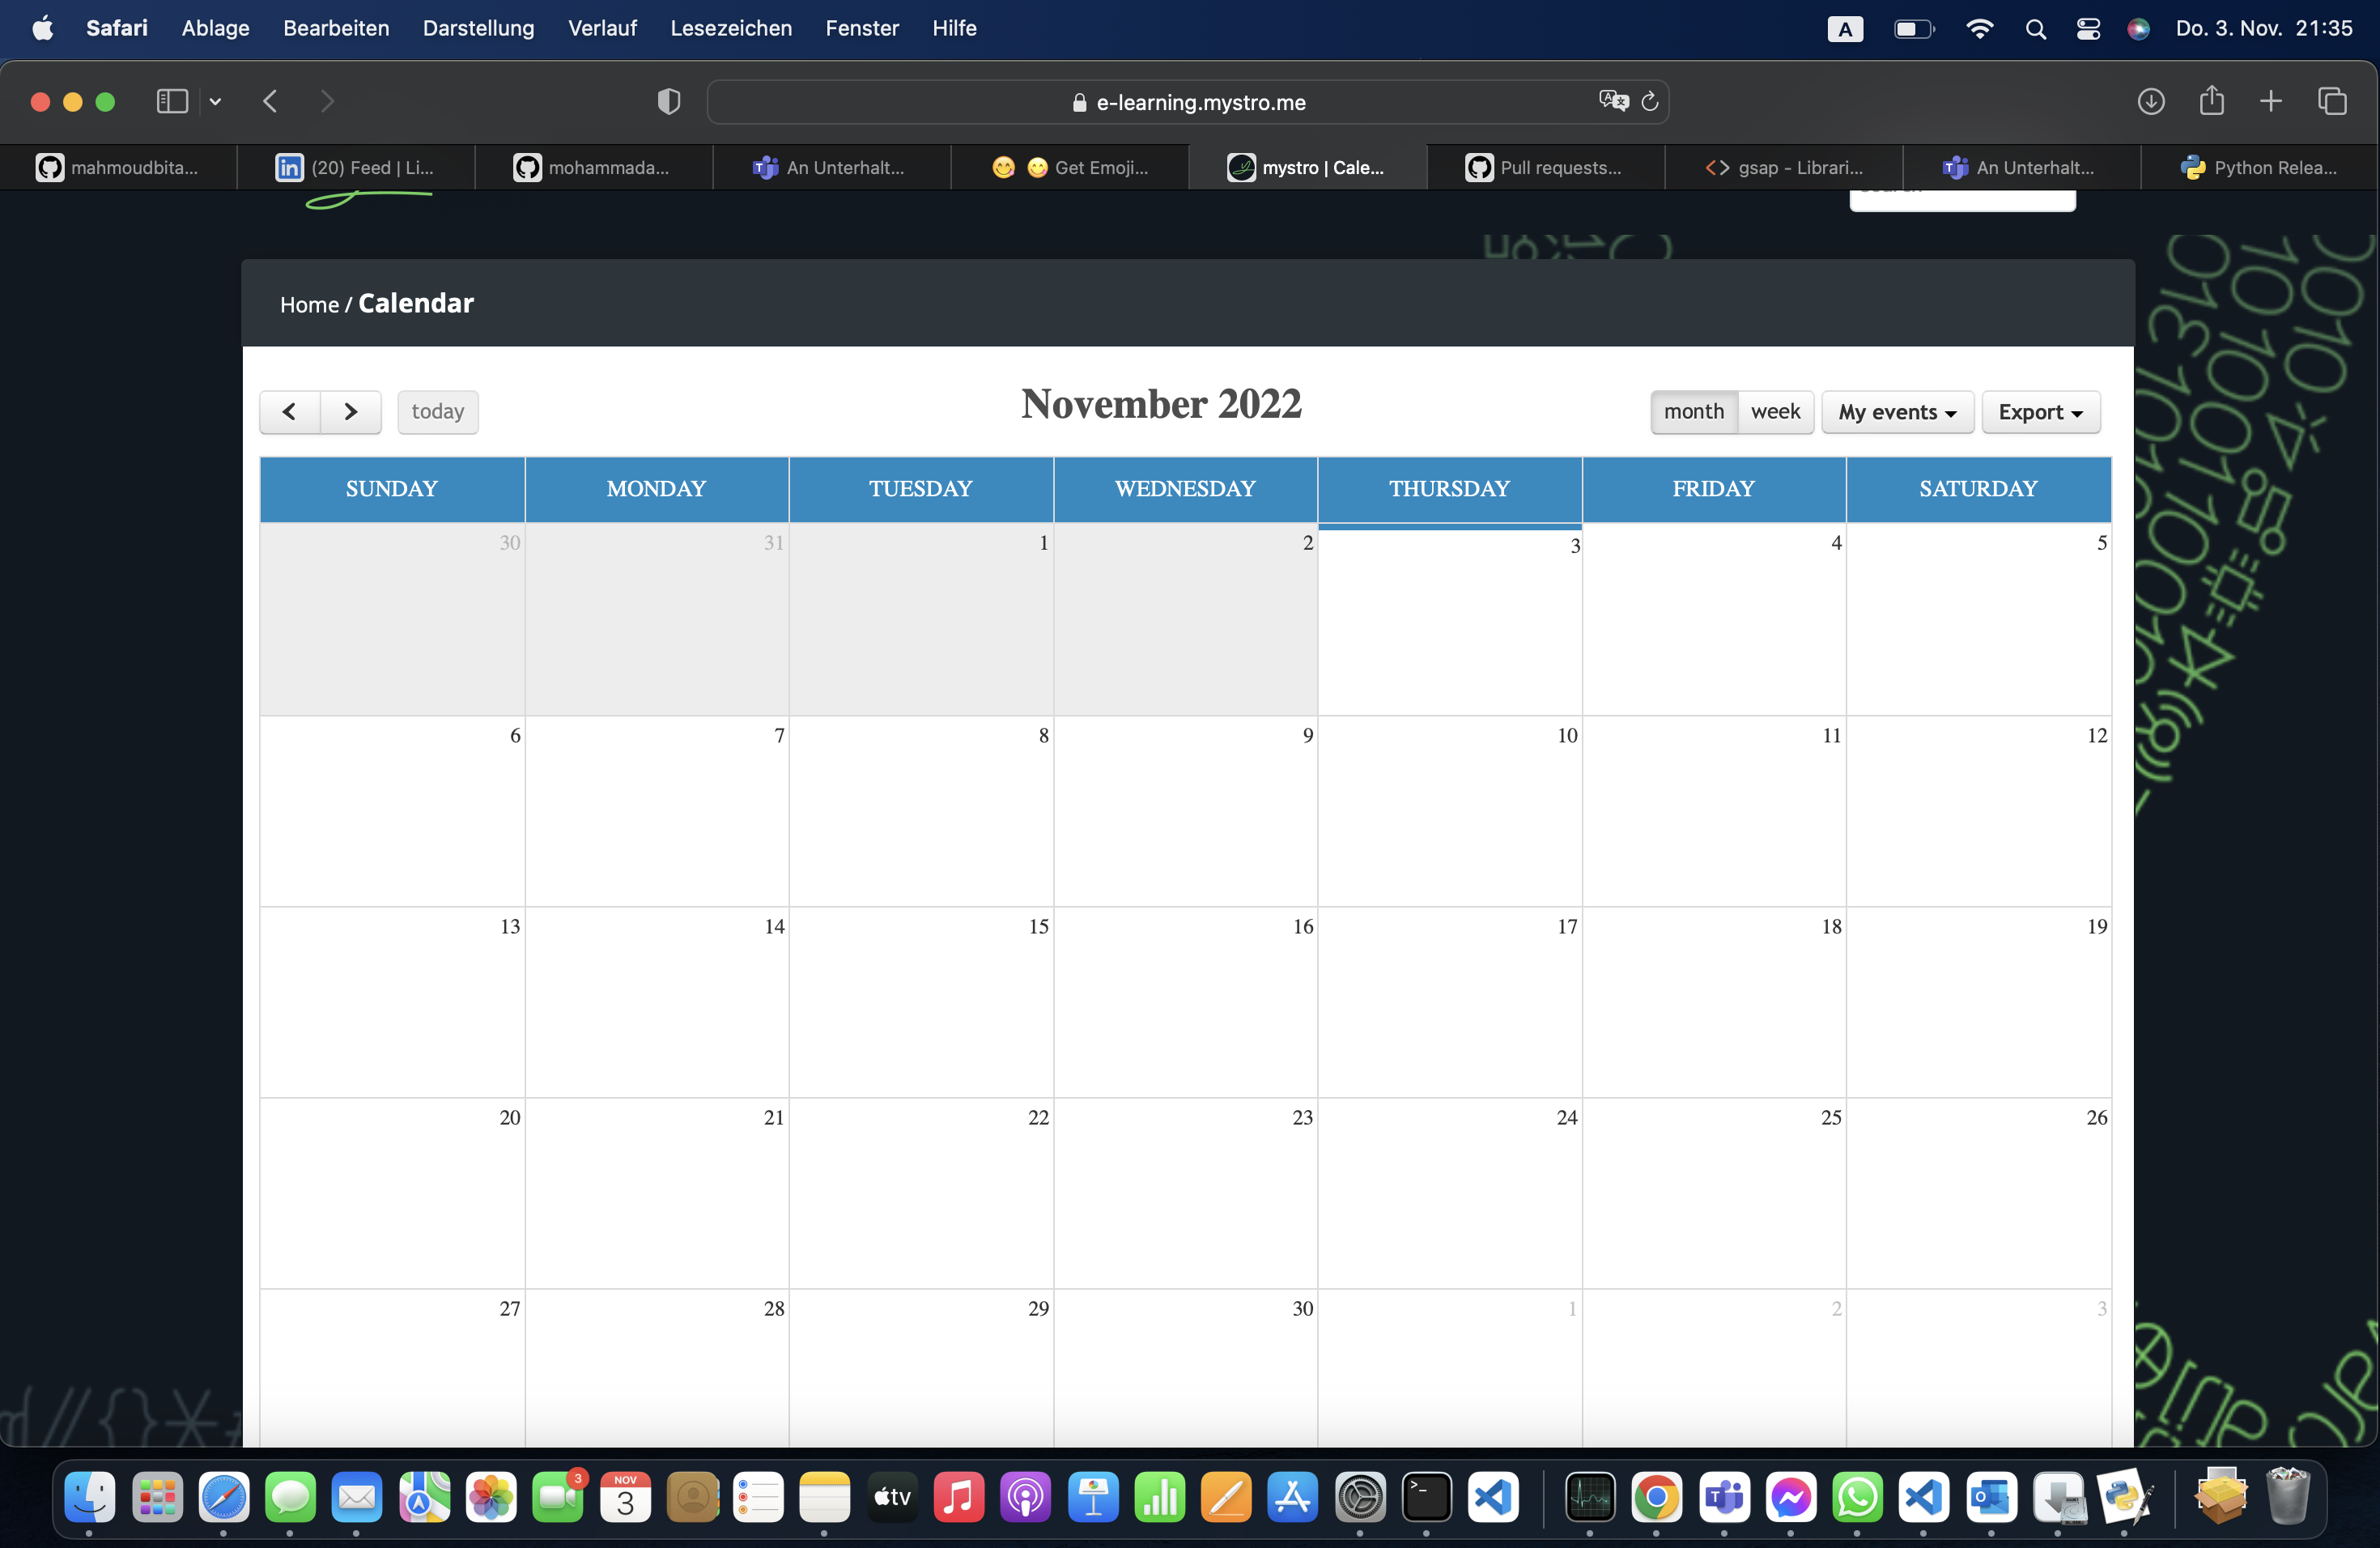 Safari Ablage Bearbeiten Darstellung Verlauf Lesezeichen Fenster Hilfe A Do. 3. Nov. 21:35
e-learning.mystro.me
mahmoudbita... (20) Feed | Li... mohammada... An Unterhalt... 😋 😋 Get Emoji... mystro | Cale... Pull requests... <> gsap - Librari... An Unterhalt... Python Relea...
Home / Calendar
today November 2022 month week My events Export
SUNDAY MONDAY TUESDAY WEDNESDAY THURSDAY FRIDAY SATURDAY
30 31 1 2 3 4 5
6 7 8 9 10 11 12
13 14 15 16 17 18 19
20 21 22 23 24 25 26
27 28 29 30 1 2 3
3 NOV 3 tv